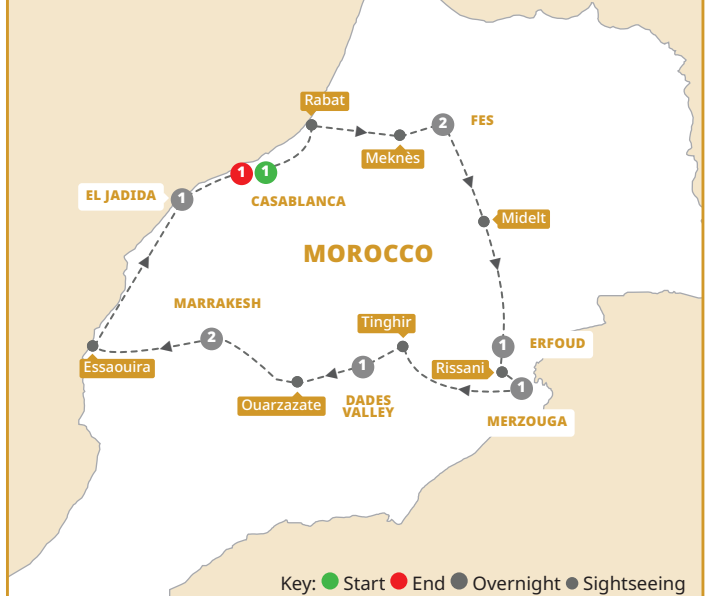 Rabat
2
FES
Meknès
1
1
CASABLANCA
EL JADIDA
1
Midelt
MOROCCO
MARRAKESH
2
Tinghir
1
ERFOUD
Essaouira
Rissani
1
DADES
VALLEY
1
Ouarzazate
MERZOUGA
Key: Start End Overnight Sightseeing